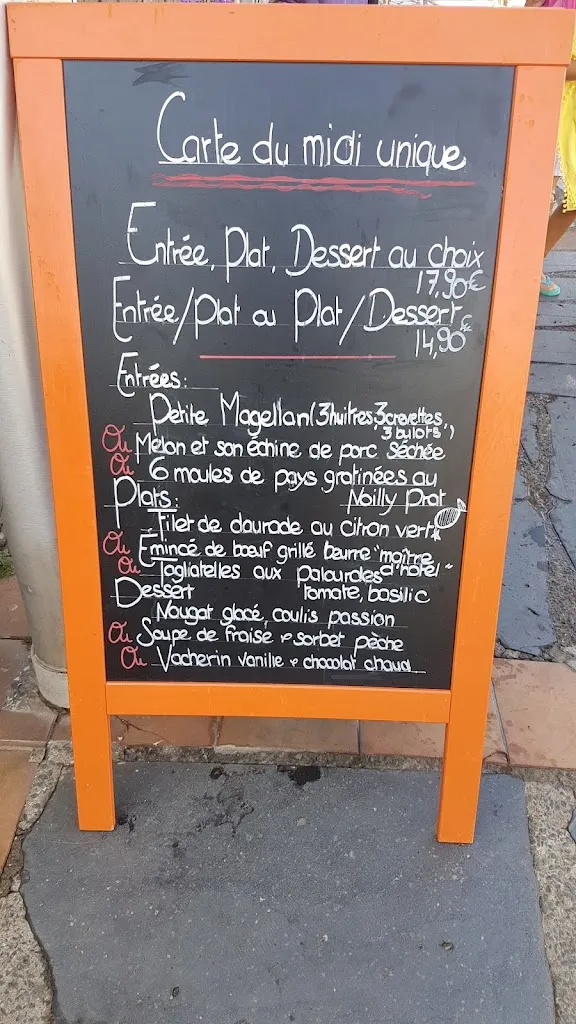 Carte du midi unique
Entrée, Plat, Dessert au choix
17,90€
Entrée/Plat ou Plat/Dessert
14,90€
Entrées:
Petite Magellan (3huitres, 3crevettes,
3 bulots,)
Ou Melon et son échine de porc séchée
Ou 6 moules de pays gratinées au
Noilly Prat
Plats:
Filet de daurade au citron vert
Ou Émincé de bœuf grillé beurre "maître
d'hôtel"
Ou Tagliatelles aux palourdes
tomate, basilic
Dessert
Nougat glacé, coulis passion
Ou Soupe de fraise & sorbet pèche
Ou Vacherin vanille & chocolat chaud